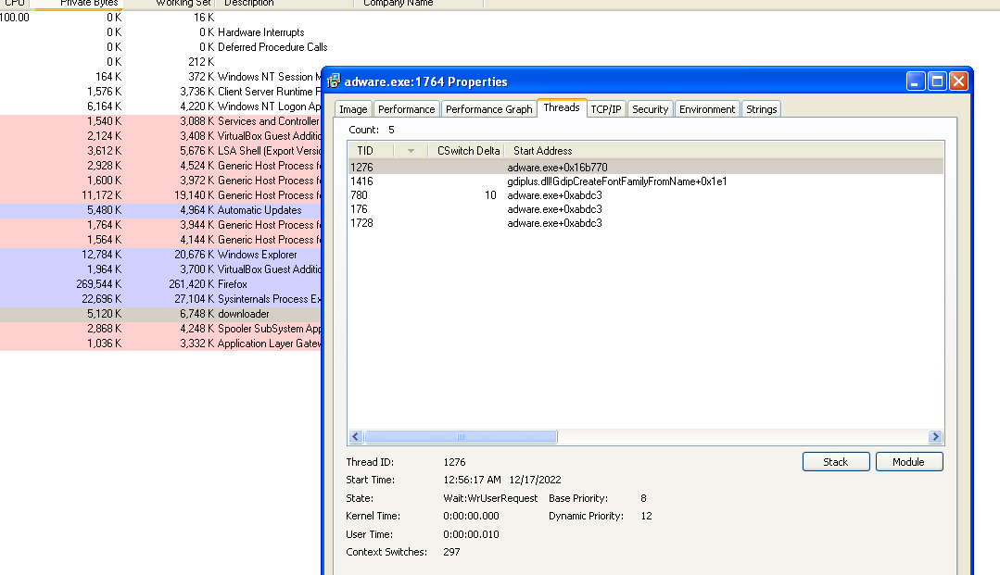 CPU Private Bytes Working Set Description Company Name
100.00 0 K 16 K
0 K 0 K Hardware Interrupts
0 K 0 K Deferred Procedure Calls
0 K 212 K
164 K 372 K Windows NT Session M
1,576 K 3,736 K Client Server Runtime P
6,164 K 4,220 K Windows NT Logon Ap
1,540 K 3,088 K Services and Controller
2,124 K 3,408 K VirtualBox Guest Additio
3,612 K 5,676 K LSA Shell (Export Versio
2,928 K 4,524 K Generic Host Process fo
1,600 K 3,972 K Generic Host Process fo
11,172 K 19,140 K Generic Host Process fo
5,480 K 4,964 K Automatic Updates
1,764 K 3,944 K Generic Host Process fo
1,564 K 4,144 K Generic Host Process fo
12,784 K 20,676 K Windows Explorer
1,964 K 3,700 K VirtualBox Guest Additio
269,544 K 261,420 K Firefox
22,696 K 27,104 K Sysinternals Process Ex
5,120 K 6,748 K downloader
2,868 K 4,248 K Spooler SubSystem App
1,036 K 3,332 K Application Layer Gatew
adware.exe:1764 Properties
Image Performance Performance Graph Threads TCP/IP Security Environment Strings
Count: 5
TID CSwitch Delta Start Address
1276 adware.exe+0x16b770
1416 gdiplus.dll!GdipCreateFontFamilyFromName+0x1e1
780 10 adware.exe+0xabdc3
176 adware.exe+0xabdc3
1728 adware.exe+0xabdc3
Stack Module
Thread ID: 1276
Start Time: 12:56:17 AM 12/17/2022
State: Wait:WrUserRequest Base Priority: 8
Kernel Time: 0:00:00.000 Dynamic Priority: 12
User Time: 0:00:00.010
Context Switches: 297